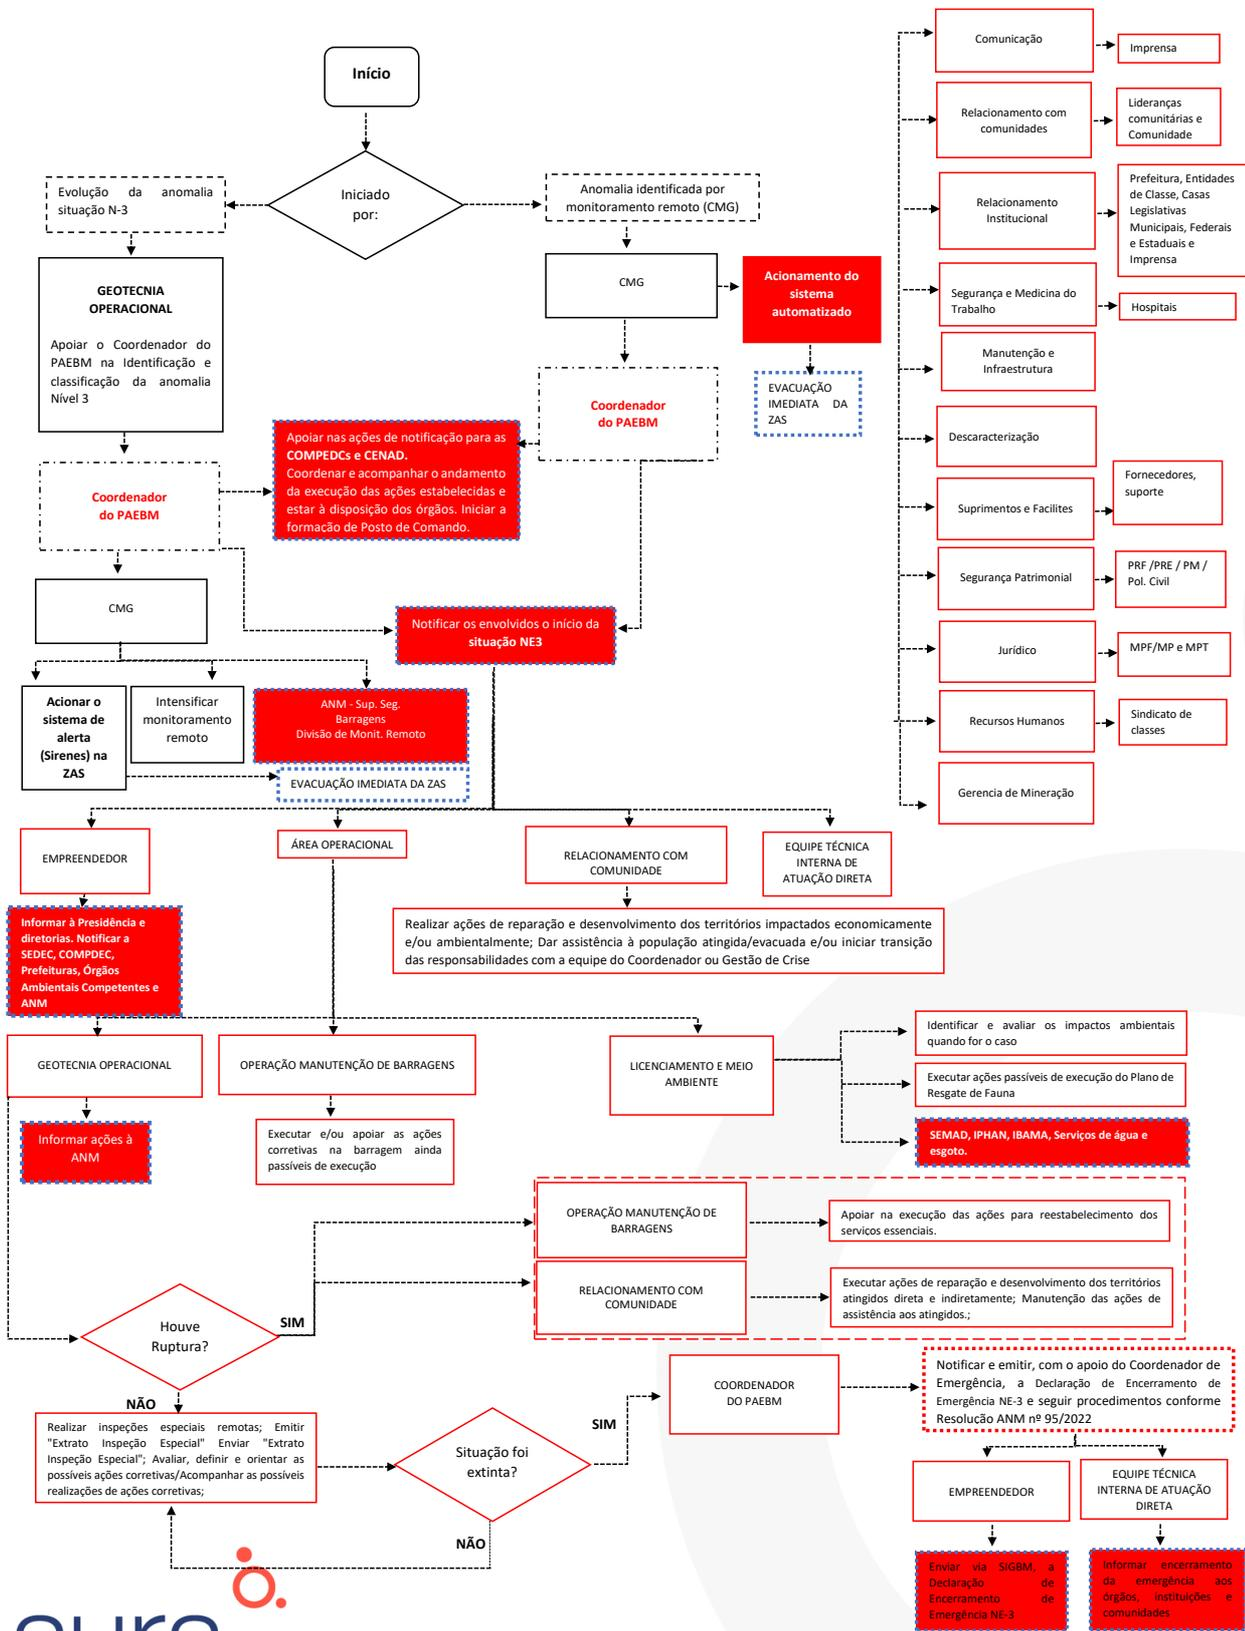 Início
Iniciado
por:
Evolução da anomalia
situação N-3
Anomalia identificada por
monitoramento remoto (CMG)
GEOTECNIA
OPERACIONAL
Apoiar o Coordenador do
PAEBM na Identificação e
classificação da anomalia
Nível 3
CMG
Acionamento do
sistema
automatizado
EVACUAÇÃO
IMEDIATA DA
ZAS
Coordenador
do PAEBM
Apoiar nas ações de notificação para as
COMPEDCs e CENAD.
Coordenar e acompanhar o andamento
da execução das ações estabelecidas e
estar à disposição dos órgãos. Iniciar a
formação de Posto de Comando.
Coordenador
do PAEBM
CMG
Notificar os envolvidos o início da
situação NE3
Acionar o
sistema de
alerta
(Sirenes) na
ZAS
Intensificar
monitoramento
remoto
ANM - Sup. Seg.
Barragens
Divisão de Monit. Remoto
EVACUAÇÃO IMEDIATA DA ZAS
Comunicação
Imprensa
Relacionamento com
comunidades
Lideranças
comunitárias e
Comunidade
Relacionamento
Institucional
Prefeitura, Entidades
de Classe, Casas
Legislativas
Municipais, Federais
e Estaduais e
Imprensa
Segurança e Medicina do
Trabalho
Hospitais
Manutenção e
Infraestrutura
Descaracterização
Suprimentos e Facilites
Fornecedores,
suporte
Segurança Patrimonial
PRF /PRE / PM /
Pol. Civil
Jurídico
MPF/MP e MPT
Recursos Humanos
Sindicato de
classes
Gerencia de Mineração
EMPREENDEDOR
ÁREA OPERACIONAL
RELACIONAMENTO COM
COMUNIDADE
EQUIPE TÉCNICA
INTERNA DE
ATUAÇÃO DIRETA
Informar à Presidência e
diretorias. Notificar a
SEDEC, COMPDEC,
Prefeituras, Órgãos
Ambientais Competentes e
ANM
Realizar ações de reparação e desenvolvimento dos territórios impactados economicamente
e/ou ambientalmente; Dar assistência à população atingida/evacuada e/ou iniciar transição
das responsabilidades com a equipe do Coordenador ou Gestão de Crise
GEOTECNIA OPERACIONAL
OPERAÇÃO MANUTENÇÃO DE BARRAGENS
LICENCIAMENTO E MEIO
AMBIENTE
Identificar e avaliar os impactos ambientais
quando for o caso
Executar ações passíveis de execução do Plano de
Resgate de Fauna
SEMAD, IPHAN, IBAMA, Serviços de água e
esgoto.
Informar ações à
ANM
Executar e/ou apoiar as ações
corretivas na barragem ainda
passíveis de execução
OPERAÇÃO MANUTENÇÃO DE
BARRAGENS
Apoiar na execução das ações para reestabelecimento dos
serviços essenciais.
RELACIONAMENTO COM
COMUNIDADE
Executar ações de reparação e desenvolvimento dos territórios
atingidos direta e indiretamente; Manutenção das ações de
assistência aos atingidos.;
Houve
Ruptura?
SIM
NÃO
Realizar inspeções especiais remotas; Emitir
"Extrato Inspeção Especial" Enviar "Extrato
Inspeção Especial"; Avaliar, definir e orientar as
possíveis ações corretivas/Acompanhar as possíveis
realizações de ações corretivas;
Situação foi
extinta?
SIM
NÃO
COORDENADOR
DO PAEBM
Notificar e emitir, com o apoio do Coordenador de
Emergência, a Declaração de Encerramento de
Emergência NE-3 e seguir procedimentos conforme
Resolução ANM nº 95/2022
EMPREENDEDOR
EQUIPE TÉCNICA
INTERNA DE ATUAÇÃO
DIRETA
Enviar via SIGBM, a
Declaração de
Encerramento de
Emergência NE-3
Informar encerramento
da emergência aos
órgãos, instituições e
comunidades
aura